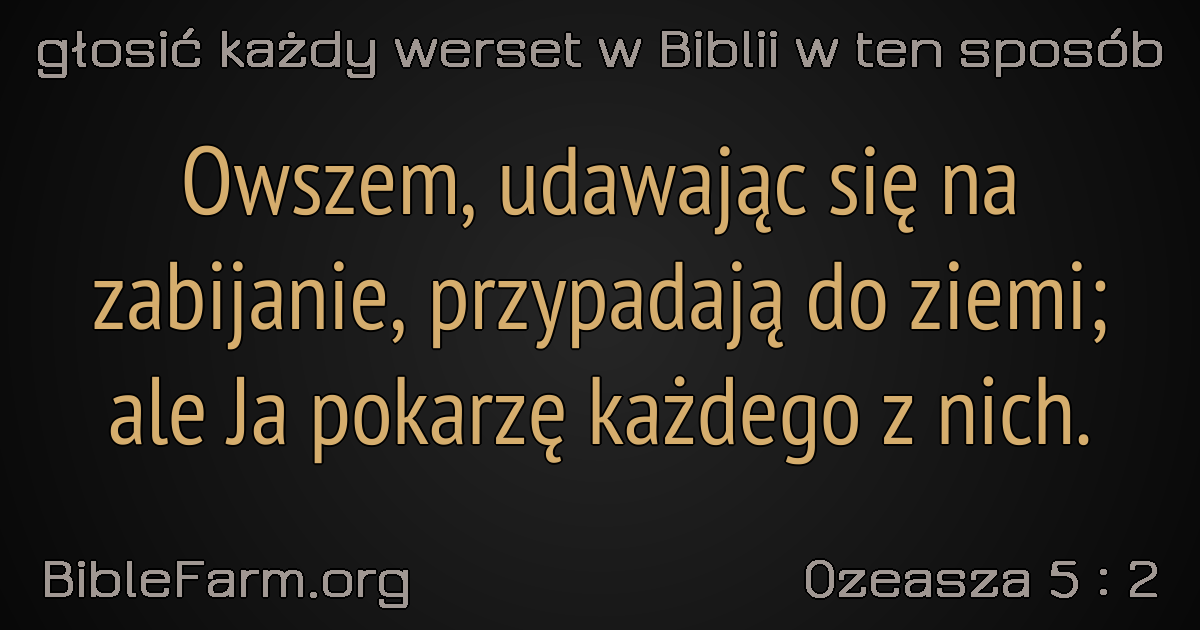 głosić każdy werset w Biblii w ten sposób
Owszem, udawając się na
zabijanie, przypadają do ziemi;
ale Ja pokarzę każdego z nich.
BibleFarm.org
Ozeasza 5 : 2